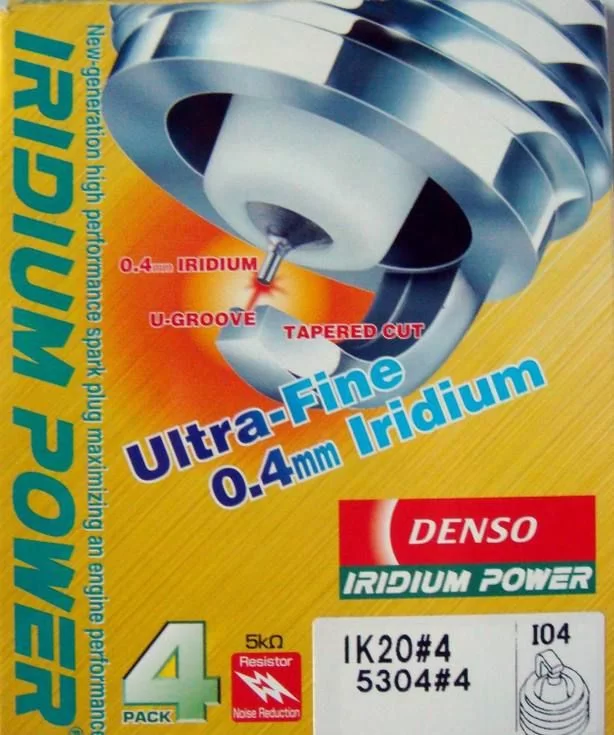 IRIDIUM POWER®
New-generation high performance spark plug maximizing an engine performance
0.4mm IRIDIUM
U-GROOVE
TAPERED CUT
Ultra-Fine
0.4mm Iridium
DENSO
IRIDIUM POWER
4
PACK
5kΩ
Resistor
Noise Reduction
IK20#4
5304#4
I04